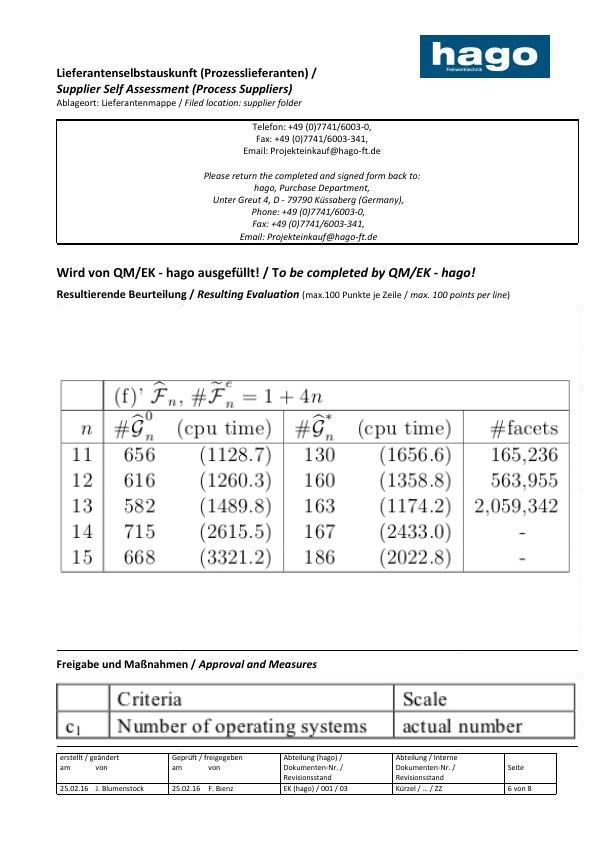 hago
Feinwerktechnik
Lieferantenselbstauskunft (Prozesslieferanten) /
Supplier Self Assessment (Process Suppliers)
Ablageort: Lieferantenmappe / Filed location: supplier folder
Telefon: +49 (0)7741/6003-0,
Fax: +49 (0)7741/6003-341,
Email: Projekteinkauf@hago-ft.de
Please return the completed and signed form back to:
hago, Purchase Department,
Unter Greut 4, D - 79790 Küssaberg (Germany),
Phone: +49 (0)7741/6003-0,
Fax: +49 (0)7741/6003-341,
Email: Projekteinkauf@hago-ft.de
Wird von QM/EK - hago ausgefüllt! / To be completed by QM/EK - hago!
Resultierende Beurteilung / Resulting Evaluation (max.100 Punkte je Zeile / max. 100 points per line)
(f)' $\widehat{\mathcal{F}}_n$, $\#\widetilde{\mathcal{F}}_n^e = 1 + 4n$
n $\#\widehat{\mathcal{G}}_n^0$ (cpu time) $\#\widehat{\mathcal{G}}_n^*$ (cpu time) #facets
11 656 (1128.7) 130 (1656.6) 165,236
12 616 (1260.3) 160 (1358.8) 563,955
13 582 (1489.8) 163 (1174.2) 2,059,342
14 715 (2615.5) 167 (2433.0) -
15 668 (3321.2) 186 (2022.8) -
Freigabe und Maßnahmen / Approval and Measures
Criteria Scale
c₁ Number of operating systems actual number
erstellt / geändert Geprüft / freigegeben Abteilung (hago) / Abteilung / Interne
am von am von Dokumenten-Nr. / Dokumenten-Nr. / Seite
Revisionsstand Revisionsstand
25.02.16 J. Blumenstock 25.02.16 F. Bienz EK (hago) / 001 / 03 Kürzel / ... / ZZ 6 von 8